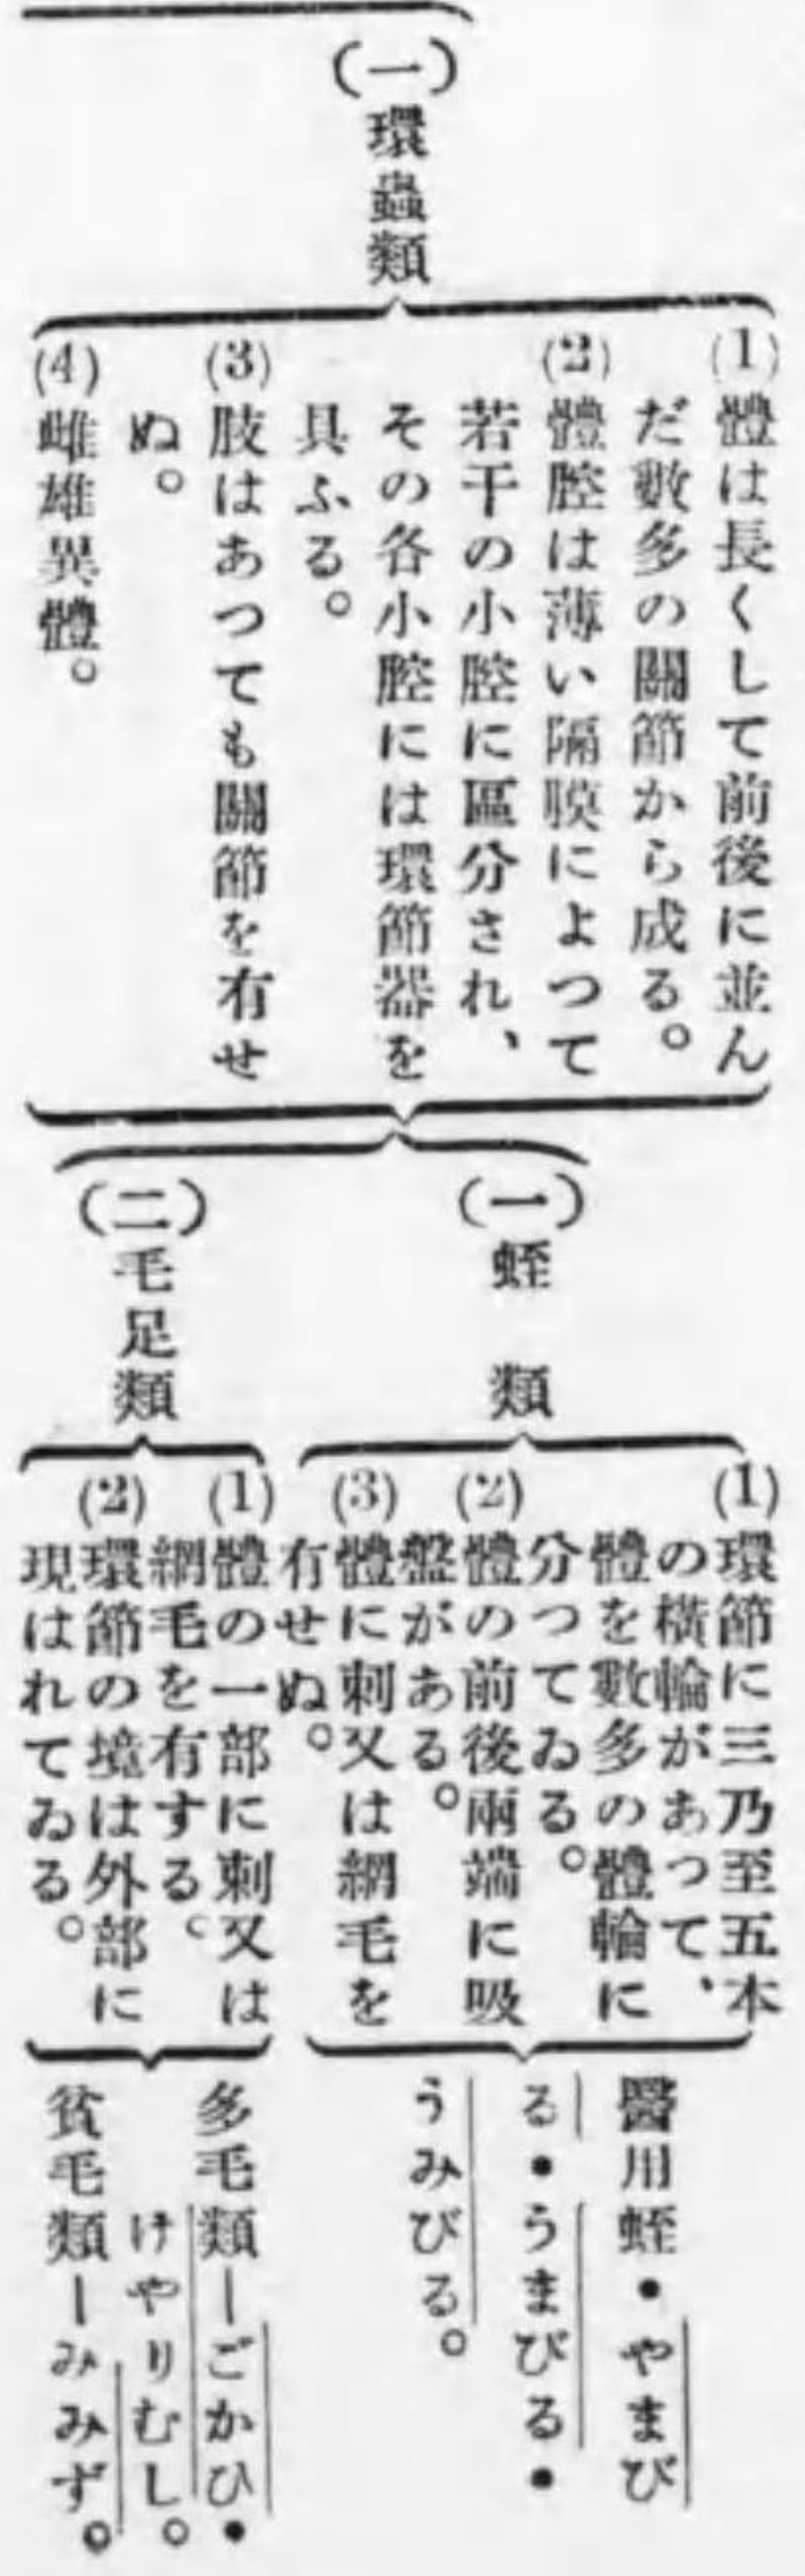 (一)環蟲類
(1)體は長くして前後に並ん
だ數多の關節から成る。
(2)體腔は薄い隔膜によつて
若干の小腔に區分され、
その各小腔には環節器を
具ふる。
(3)肢はあつても關節を有せ
ぬ。
(4)雌雄異體。
(一)蛭　類
(1)環節に三乃至五本
の橫輪があつて、
體を數多の體輪に
分つてゐる。
(2)體の前後兩端に吸
盤がある。
(3)體に刺又は網毛を
有せぬ。
醫用蛭・やまび
る・うまびる・
うみびる。
(二)毛足類
(1)體の一部に刺又は
網毛を有する。
(2)環節の境は外部に
現はれてゐる。
多毛類―ごかひ・
けやりむし。
貧毛類―みみず。